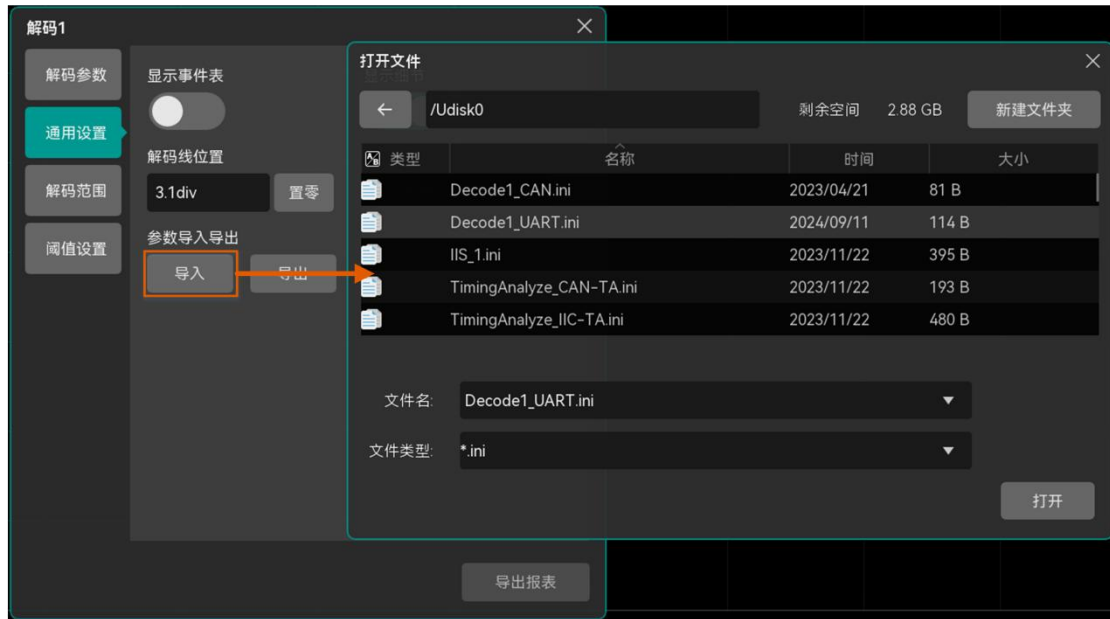 解码1
解码参数
通用设置
解码范围
阈值设置
显示事件表
解码线位置
3.1div 置零
参数导入导出
导入 导出
导出报表
打开文件
显示细节
/Udisk0 剩余空间 2.88 GB 新建文件夹
类型 名称 时间 大小
Decode1_CAN.ini 2023/04/21 81 B
Decode1_UART.ini 2024/09/11 114 B
IIS_1.ini 2023/11/22 395 B
TimingAnalyze_CAN-TA.ini 2023/11/22 193 B
TimingAnalyze_IIC-TA.ini 2023/11/22 480 B
文件名: Decode1_UART.ini
文件类型: *.ini
打开